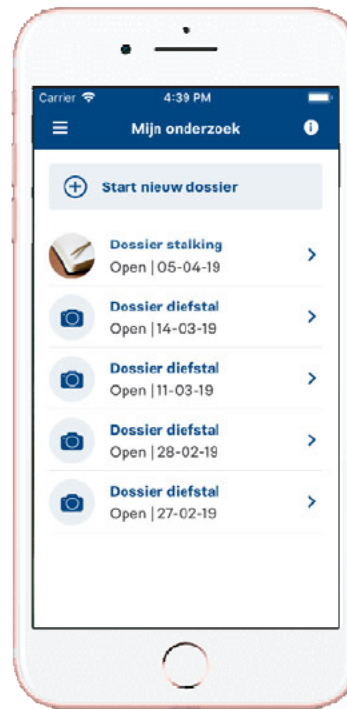 Carrier 4:39 PM
Mijn onderzoek
Start nieuw dossier
Dossier stalking
Open | 05-04-19
Dossier diefstal
Open | 14-03-19
Dossier diefstal
Open | 11-03-19
Dossier diefstal
Open | 28-02-19
Dossier diefstal
Open | 27-02-19